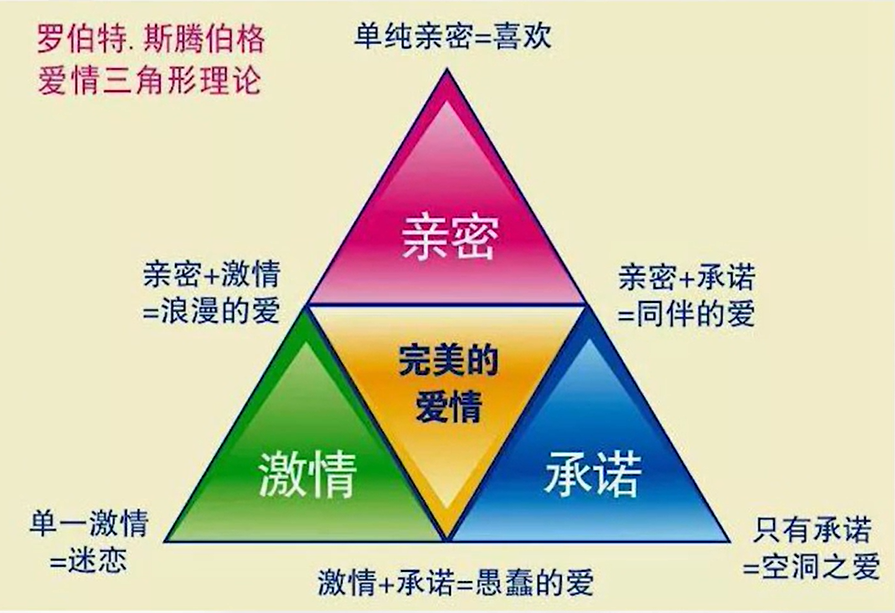 罗伯特. 斯腾伯格
爱情三角形理论
单纯亲密=喜欢
亲密
亲密+激情
=浪漫的爱
亲密+承诺
=同伴的爱
完美的
爱情
激情
承诺
单一激情
=迷恋
只有承诺
=空洞之爱
激情+承诺=愚蠢的爱